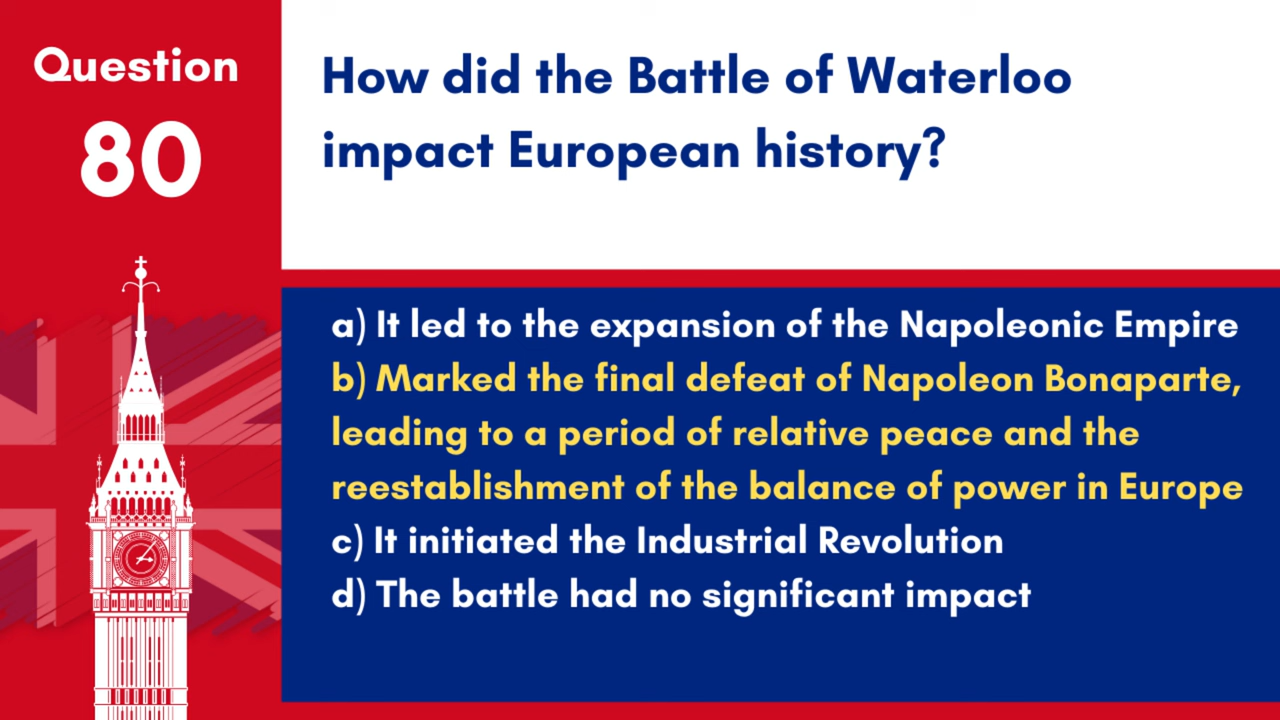 Question
80
How did the Battle of Waterloo
impact European history?
a) It led to the expansion of the Napoleonic Empire
b) Marked the final defeat of Napoleon Bonaparte,
leading to a period of relative peace and the
reestablishment of the balance of power in Europe
c) It initiated the Industrial Revolution
d) The battle had no significant impact